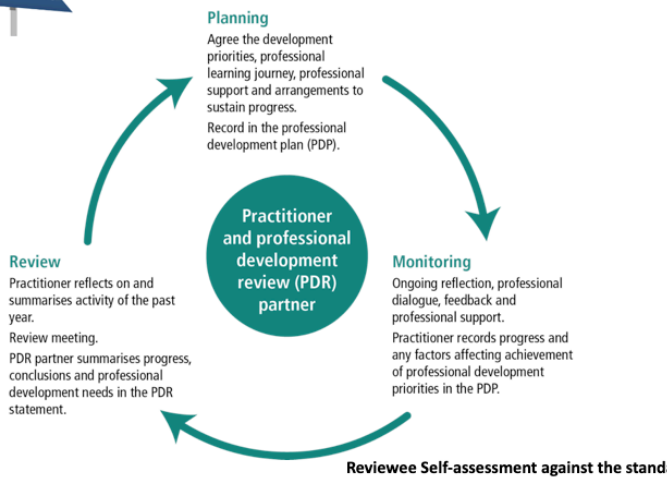 Planning
Agree the development
priorities, professional
learning journey, professional
support and arrangements to
sustain progress.
Record in the professional
development plan (PDP).
Practitioner
and professional
development
review (PDR)
partner
Review
Practitioner reflects on and
summarises activity of the past
year.
Review meeting.
PDR partner summarises progress,
conclusions and professional
development needs in the PDR
statement.
Monitoring
Ongoing reflection, professional
dialogue, feedback and
professional support.
Practitioner records progress and
any factors affecting achievement
of professional development
priorities in the PDP.
Reviewee Self-assessment against the